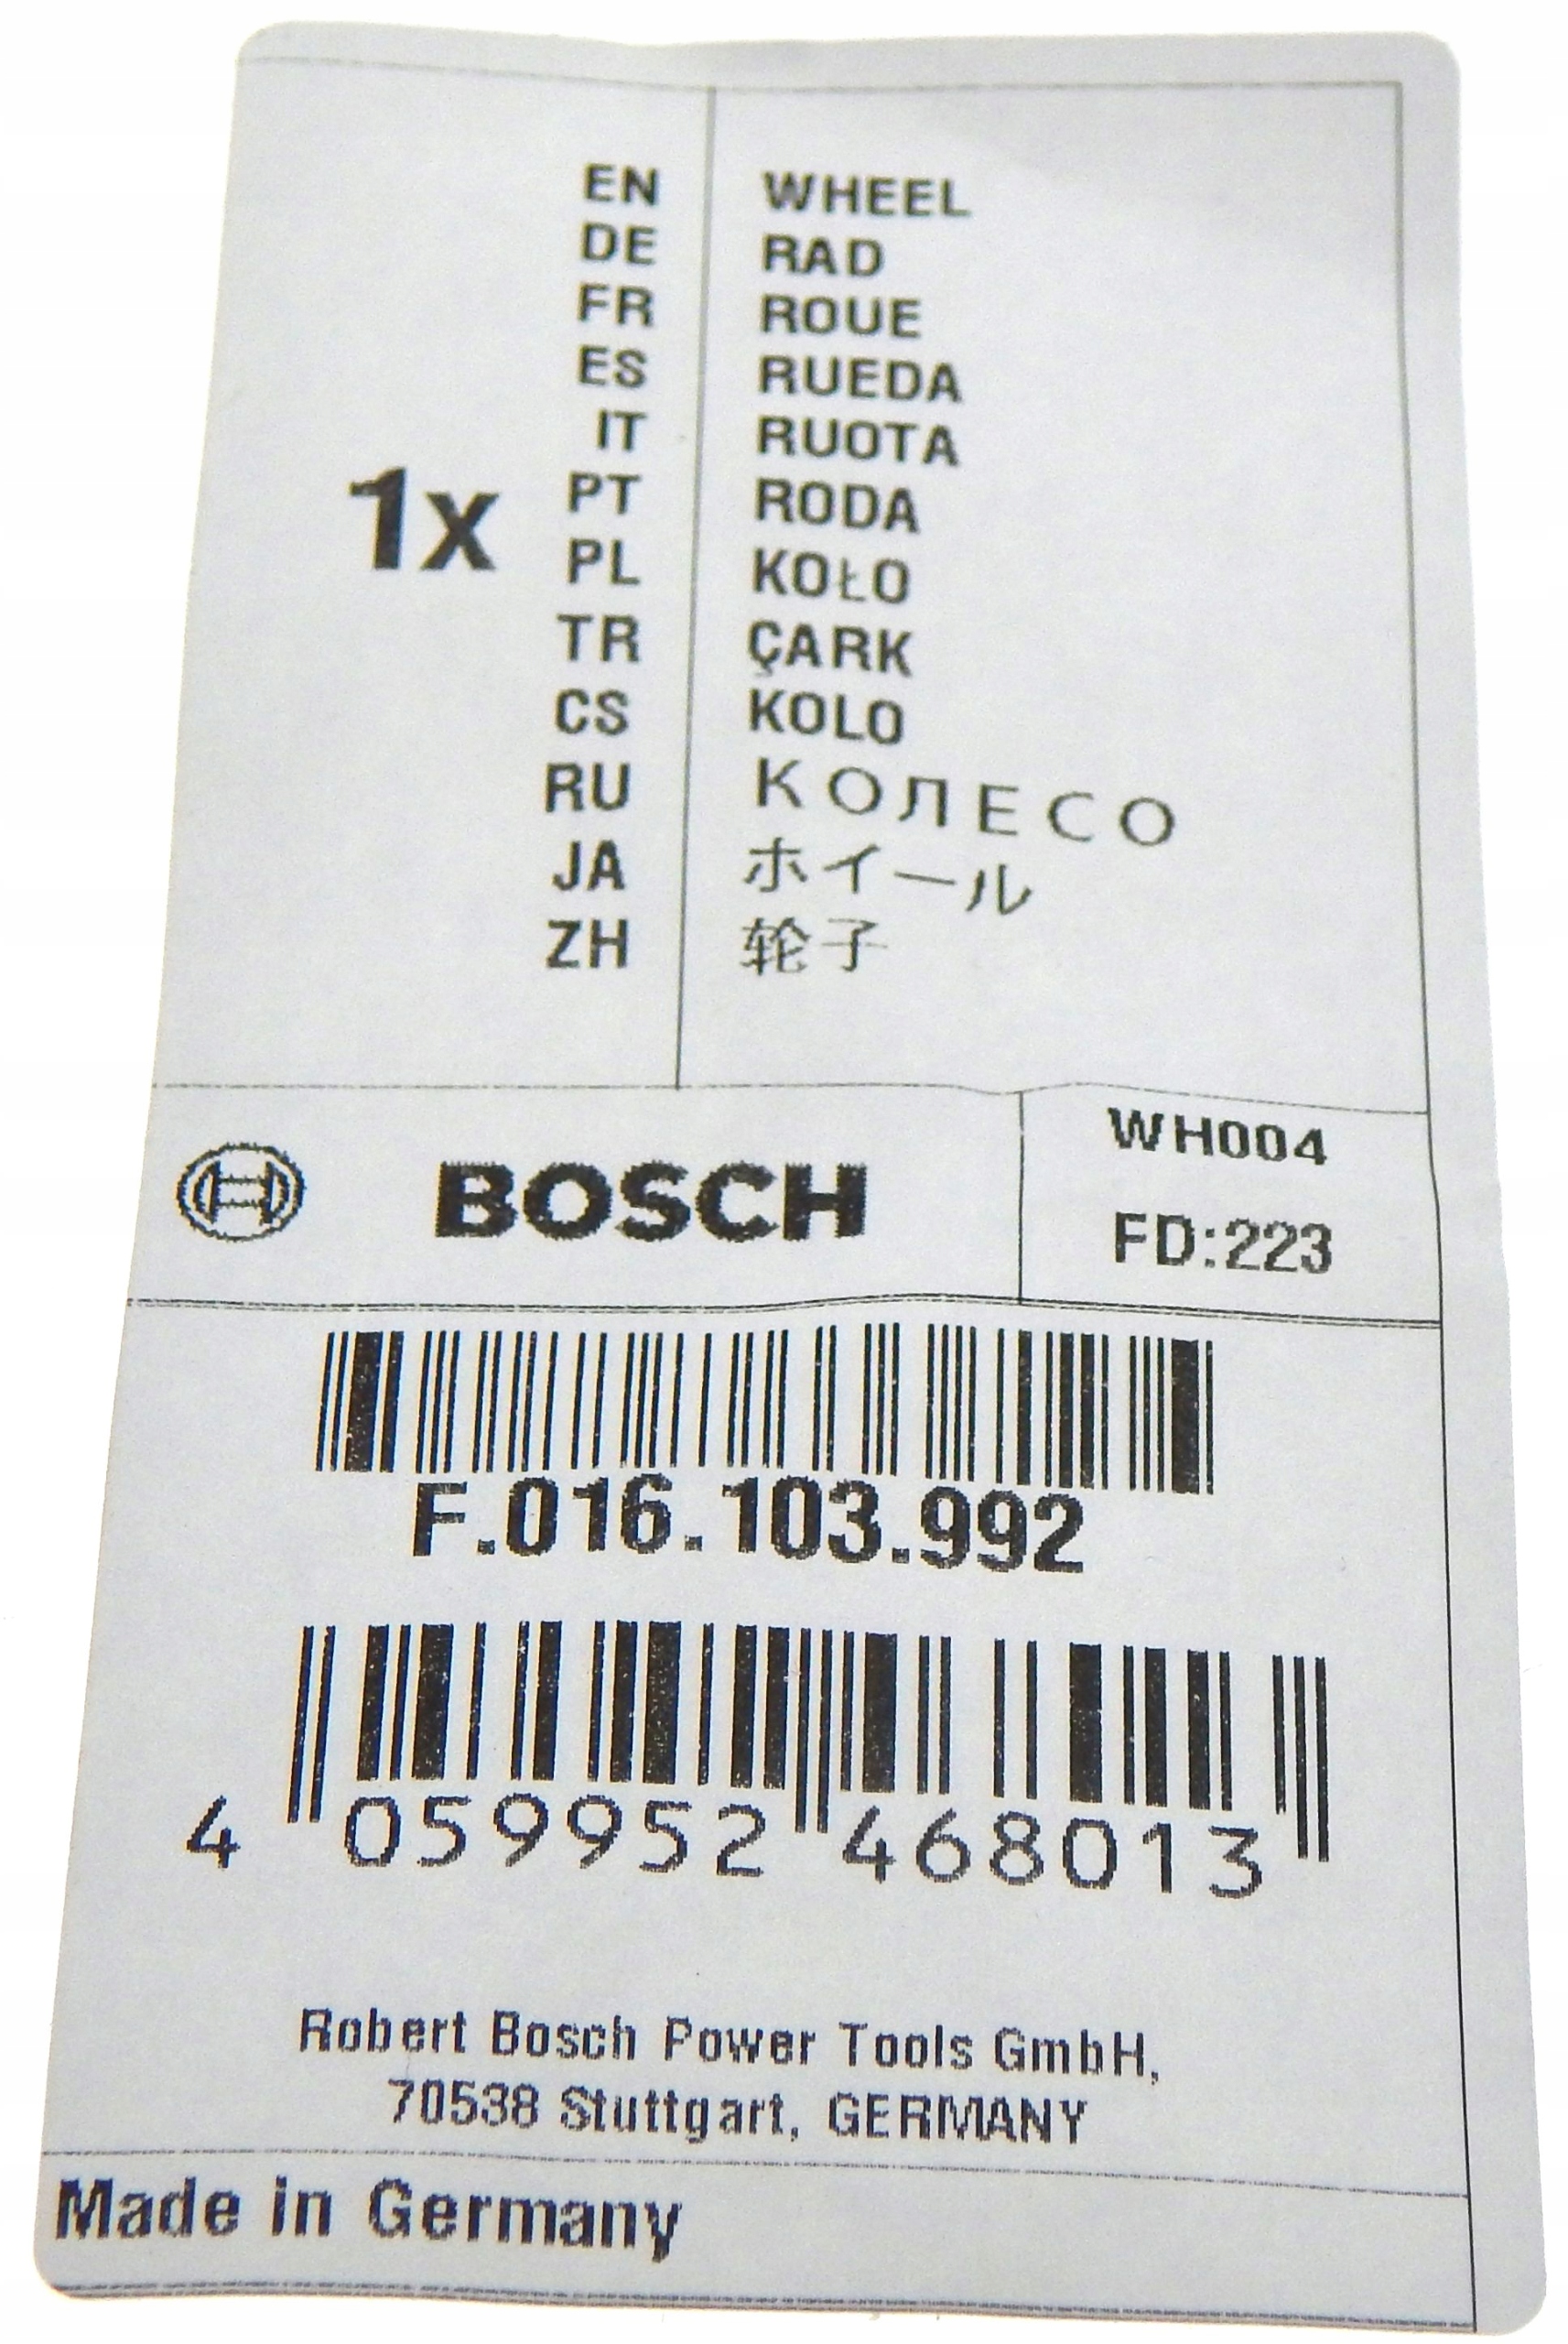 1x
EN WHEEL
DE RAD
FR ROUE
ES RUEDA
IT RUOTA
PT RODA
PL KOŁO
TR ÇARK
CS KOLO
RU КОЛЕСО
JA ホイール
ZH 轮子
BOSCH
WH004
FD:223
F.016.103.992
4 059952 468013
Robert Bosch Power Tools GmbH,
70538 Stuttgart, GERMANY
Made in Germany